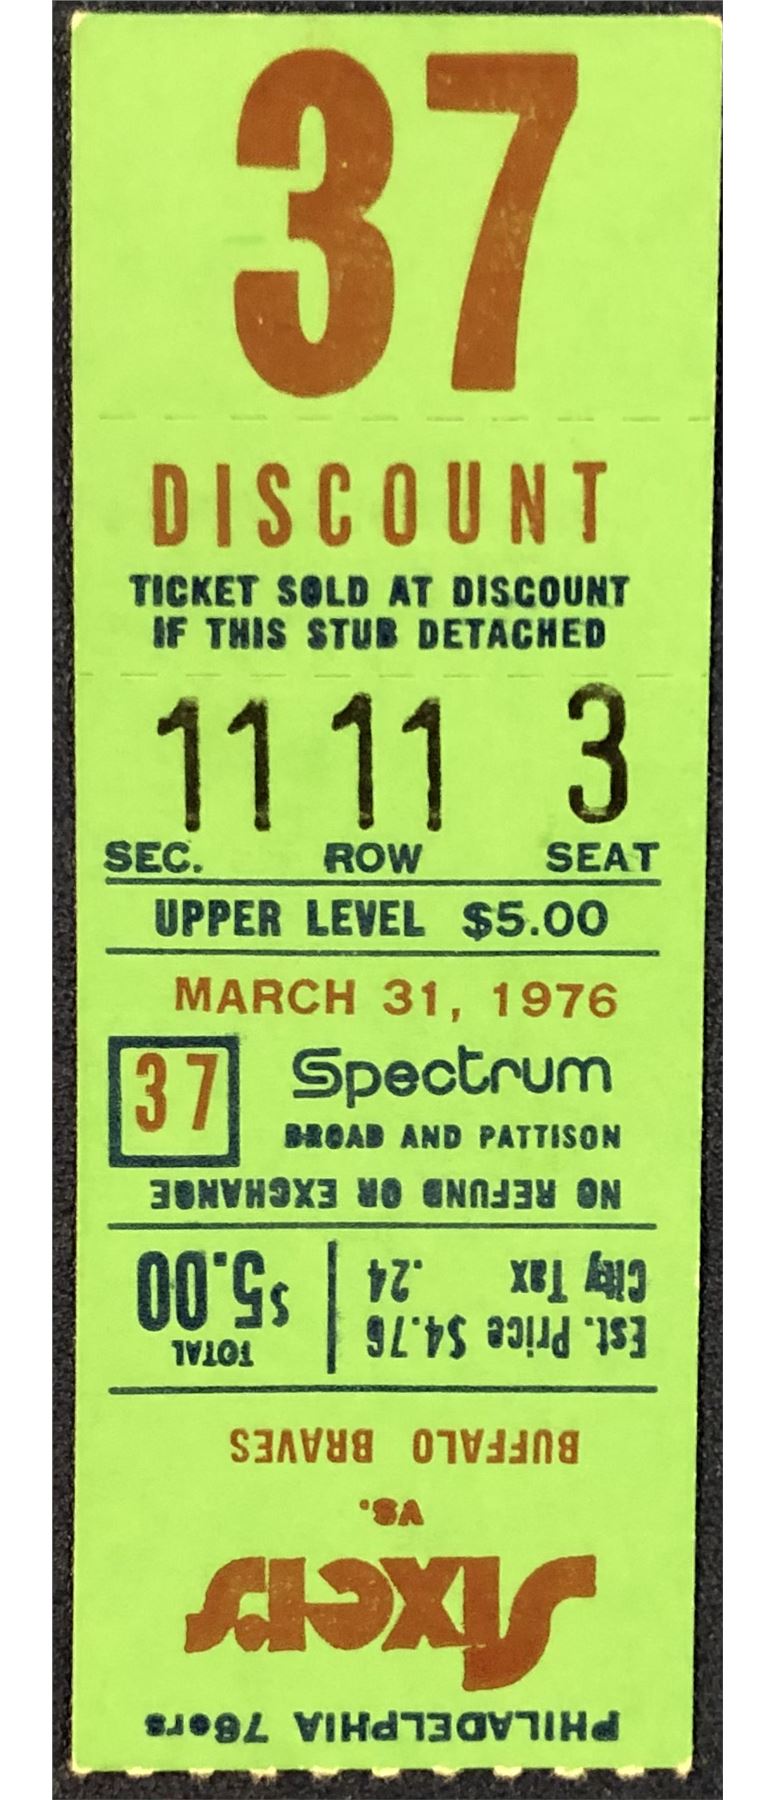 37
DISCOUNT
TICKET SOLD AT DISCOUNT
IF THIS STUB DETACHED
11 11 3
SEC. ROW SEAT
UPPER LEVEL $5.00
MARCH 31, 1976
37 Spectrum
BROAD AND PATTISON
PHILADELPHIA 76ers
SIXERS
VS.
BUFFALO BRAVES
Est. Price $4.76 TOTAL
City Tax .24 $5.00
NO REFUND OR EXCHANGE